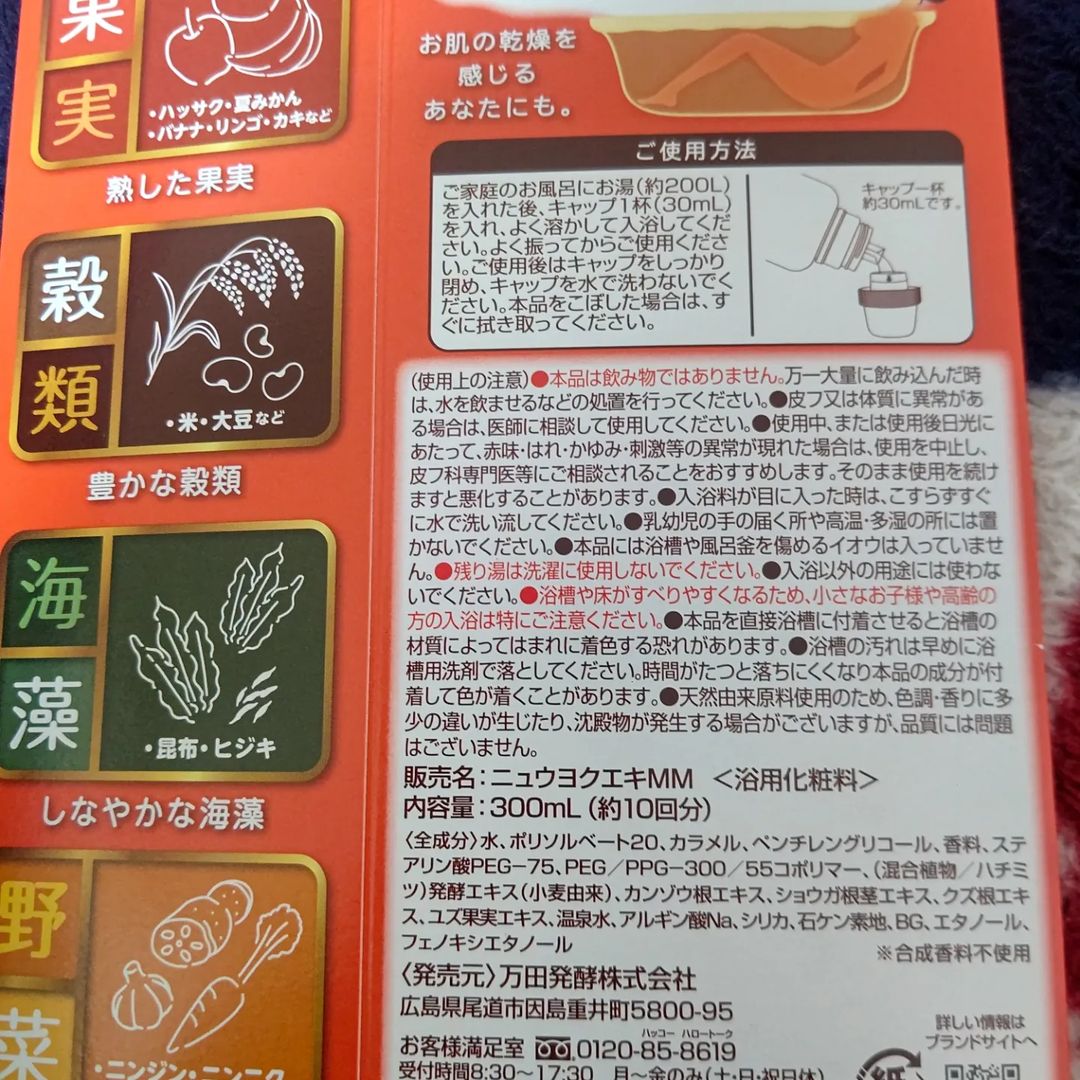 果
実
・ハッサク・夏みかん
・バナナ・リンゴ・カキなど
熟した果実
穀
類
・米・大豆など
豊かな穀類
海
藻
・昆布・ヒジキ
しなやかな海藻
野
菜
・ニンジン・ニンニク
お肌の乾燥を
感じる
あなたにも。
ご使用方法
ご家庭のお風呂にお湯(約200L)
を入れた後、キャップ1杯(30mL)
を入れ、よく溶かして入浴してくだ
さい。よく振ってからご使用くださ
い。ご使用後はキャップをしっかり
閉め、キャップを水で洗わないでく
ださい。本品をこぼした場合は、す
ぐに拭き取ってください。
キャップ一杯
約30mLです。
(使用上の注意)●本品は飲み物ではありません。万一大量に飲み込んだ時
は、水を飲ませるなどの処置を行ってください。●皮フ又は体質に異常があ
る場合は、医師に相談して使用してください。●使用中、または使用後日光に
あたって、赤味・はれ・かゆみ・刺激等の異常が現れた場合は、使用を中止し、
皮フ科専門医等にご相談されることをおすすめします。そのまま使用を続け
ますと悪化することがあります。●入浴料が目に入った時は、こすらずすぐ
に水で洗い流してください。●乳幼児の手の届く所や高温・多湿の所には置
かないでください。●本品には浴槽や風呂釜を傷めるイオウは入っていませ
ん。●残り湯は洗濯に使用しないでください。●入浴以外の用途には使わな
いでください。●浴槽や床がすべりやすくなるため、小さなお子様や高齢の
方の入浴は特にご注意ください。●本品を直接浴槽に付着させると浴槽の
材質によってはまれに着色する恐れがあります。●浴槽の汚れは早めに浴
槽用洗剤で落としてください。時間がたつと落ちにくくなり本品の成分が付
着して色が着くことがあります。●天然由来原料使用のため、色調・香りに多
少の違いが生じたり、沈殿物が発生する場合がございますが、品質には問題
はございません。
販売名:ニュウヨクエキMM <浴用化粧料>
内容量:300mL(約10回分)
〈全成分〉水、ポリソルベート20、カラメル、ペンチレングリコール、香料、ステ
アリン酸PEG-75、PEG/PPG-300/55コポリマー、(混合植物/ハチミ
ツ)発酵エキス(小麦由来)、カンゾウ根エキス、ショウガ根茎エキス、クズ根エキ
ス、ユズ果実エキス、温泉水、アルギン酸Na、シリカ、石ケン素地、BG、エタノール、
フェノキシエタノール
※合成香料不使用
〈発売元〉万田発酵株式会社
広島県尾道市因島重井町5800-95
ハッコー ハロートーク
お客様満足室 0120-85-8619
受付時間8:30~17:30 月~金のみ(土・日・祝日休)
詳しい情報は
ブランドサイトへ
紙